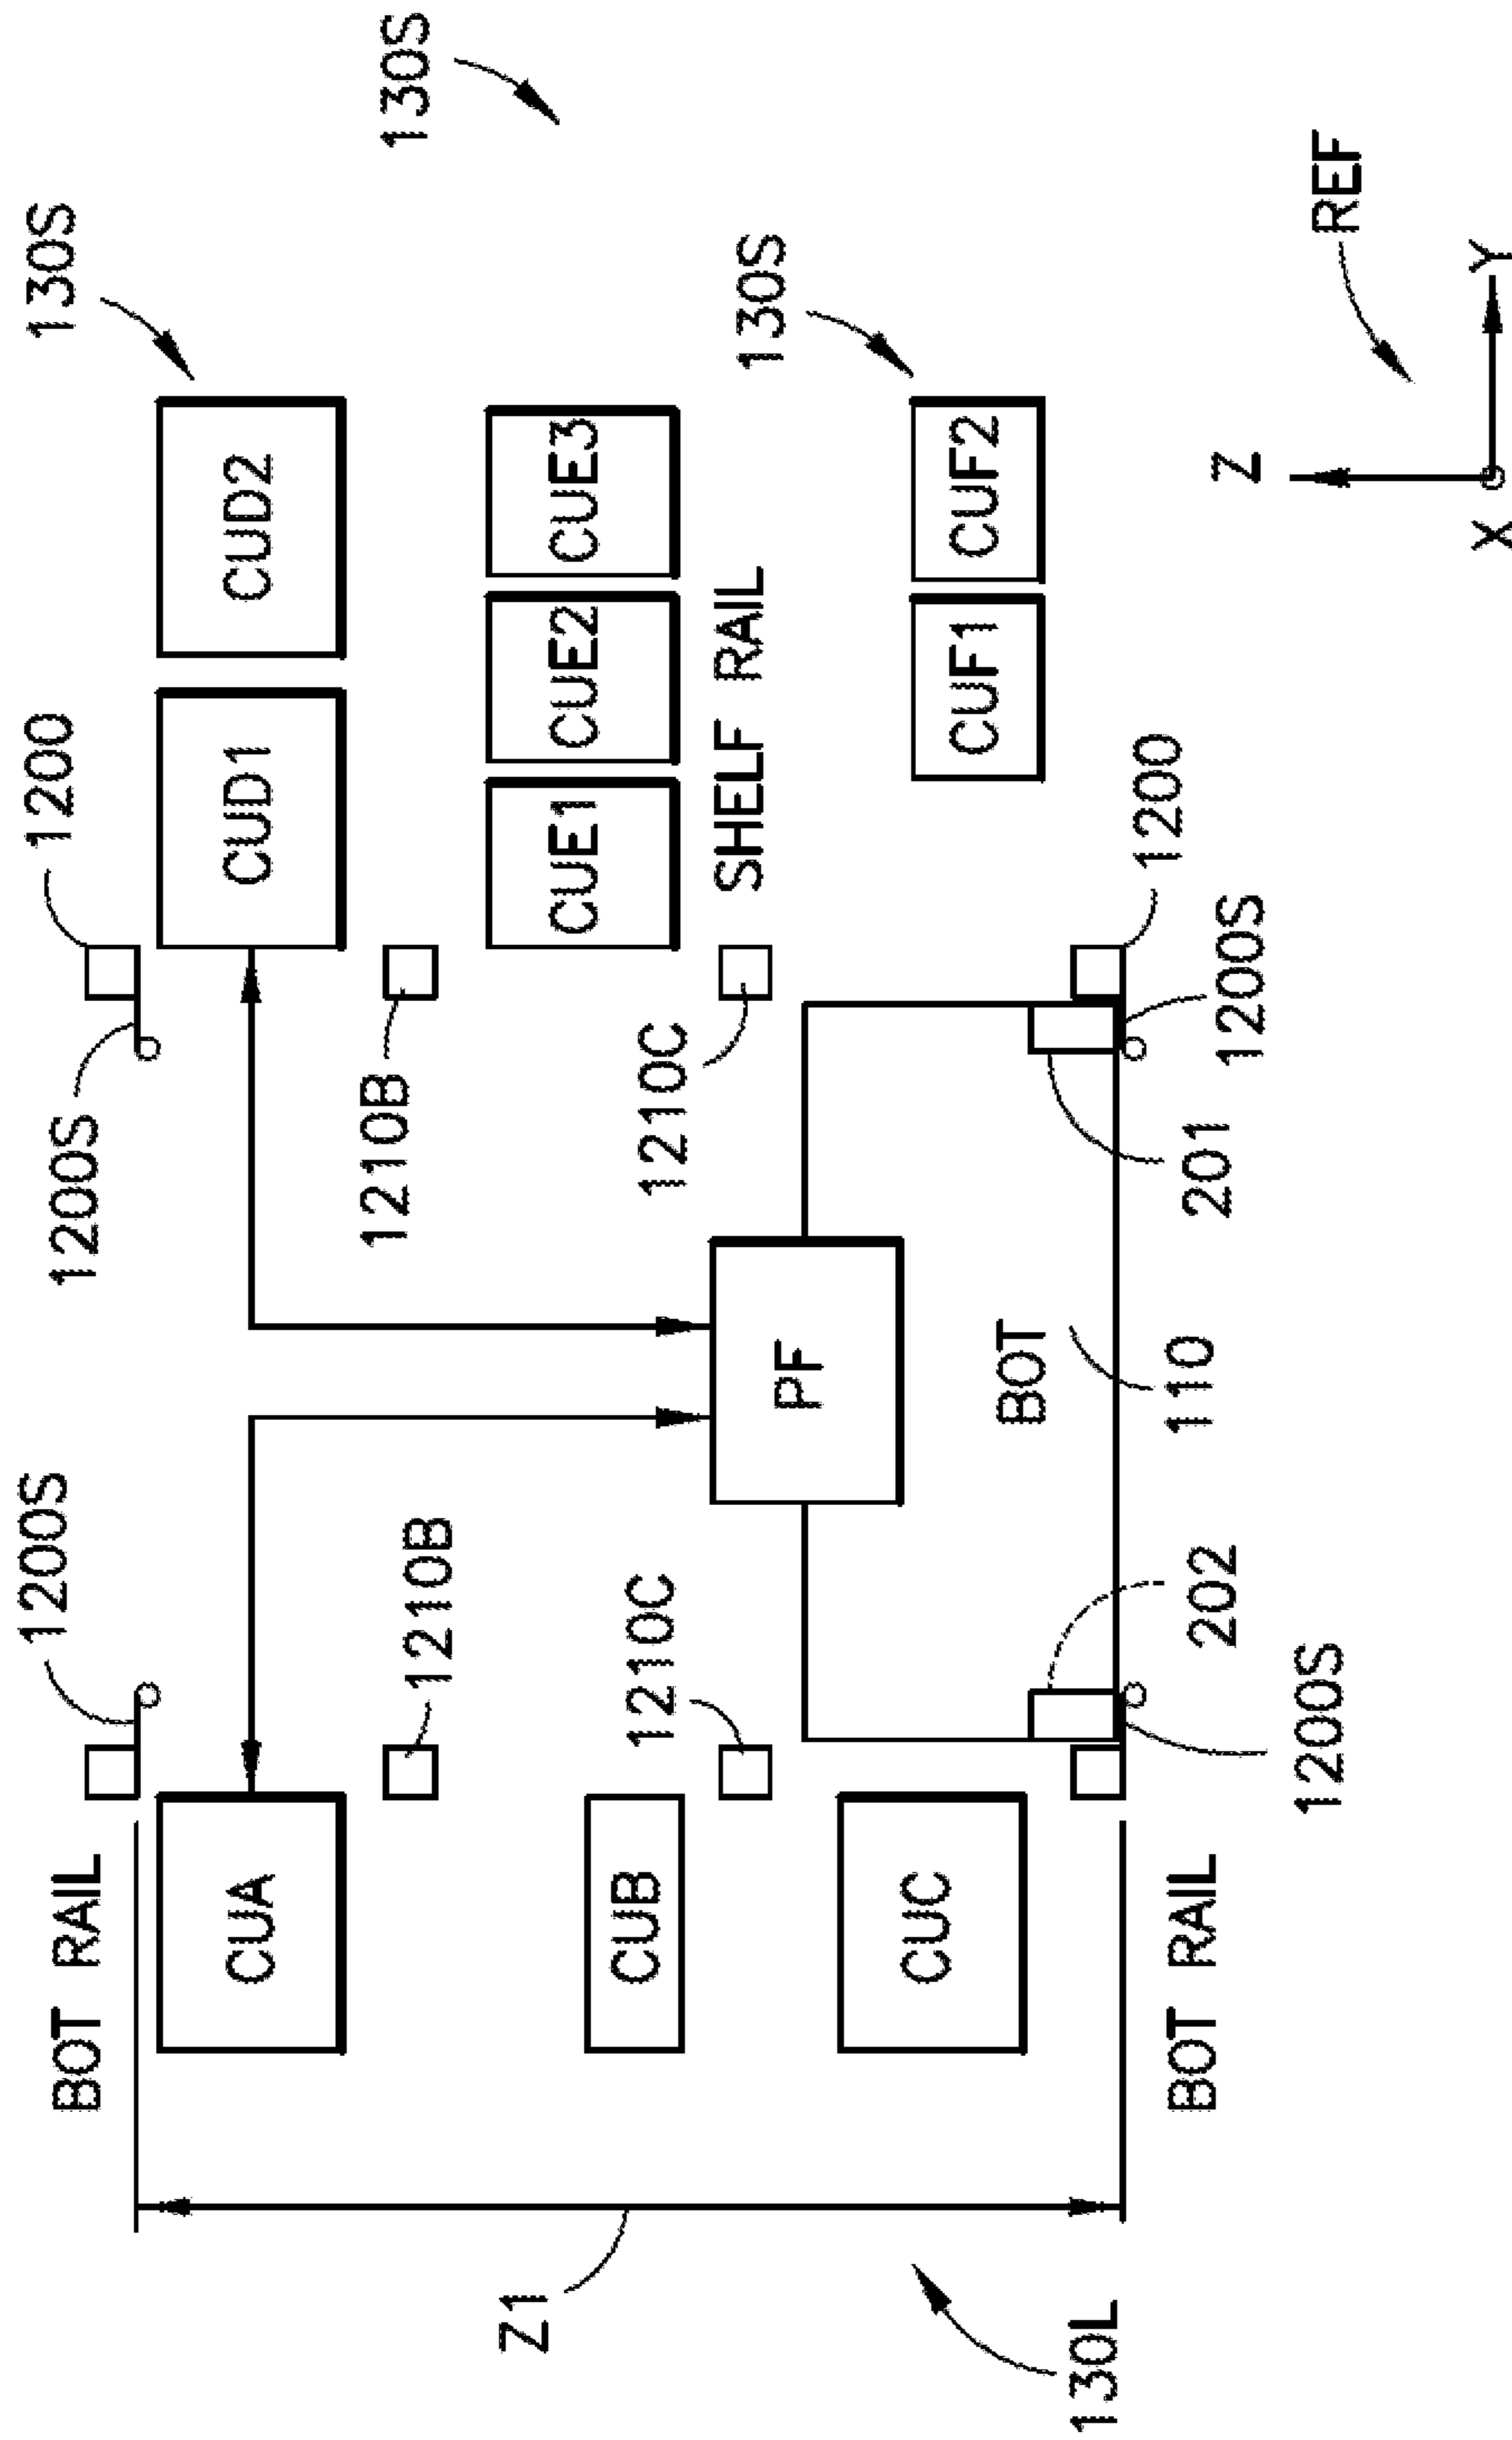 1200S
1200S
1200
130S
BOT RAIL
CUA
CUD1
CUD2
130S
1210B
1210B
CUB
CUE1
CUE2
CUE3
Z1
1210C
1210C
SHELF RAIL
130S
PF
CUC
BOT
CUF1
CUF2
130L
BOT RAIL
202
110
201
1200
1200S
1200S
REF
Z
X
Y